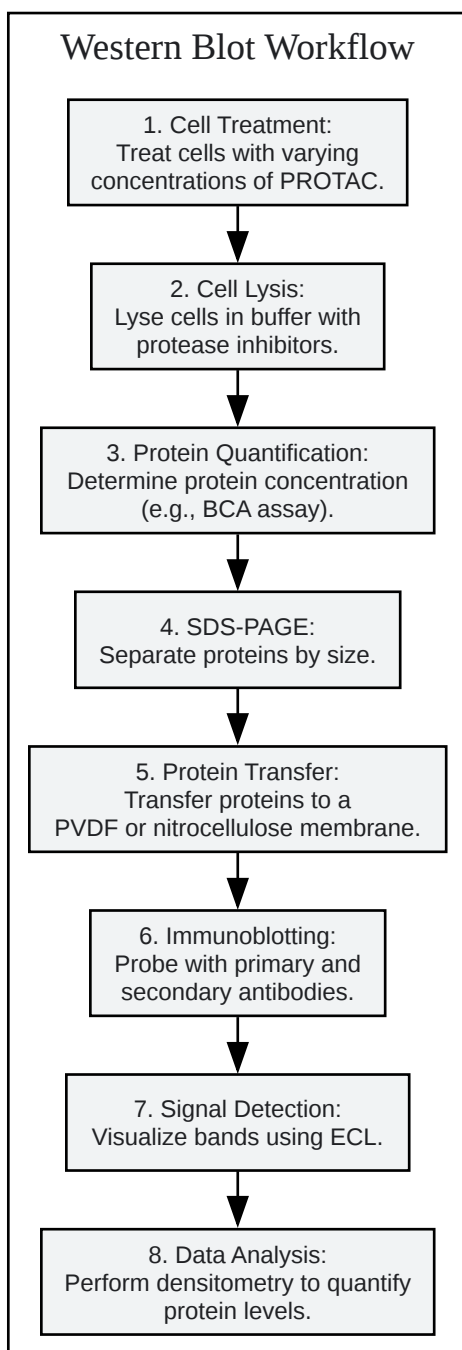 Western Blot Workflow
1. Cell Treatment:
Treat cells with varying
concentrations of PROTAC.
2. Cell Lysis:
Lyse cells in buffer with
protease inhibitors.
3. Protein Quantification:
Determine protein concentration
(e.g., BCA assay).
4. SDS-PAGE:
Separate proteins by size.
5. Protein Transfer:
Transfer proteins to a
PVDF or nitrocellulose membrane.
6. Immunoblotting:
Probe with primary and
secondary antibodies.
7. Signal Detection:
Visualize bands using ECL.
8. Data Analysis:
Perform densitometry to quantify
protein levels.